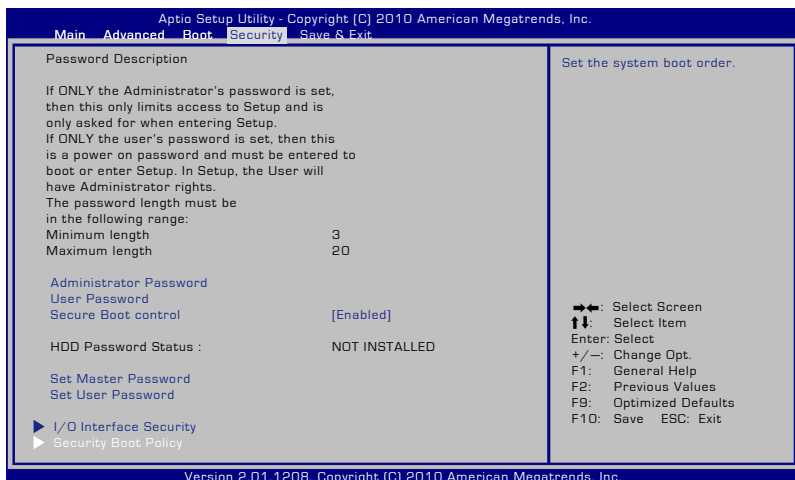 Aptio Setup Utility - Copyright (C) 2010 American Megatrends, Inc.
Main Advanced Boot Security Save & Exit
Password Description
If ONLY the Administrator's password is set,
then this only limits access to Setup and is
only asked for when entering Setup.
If ONLY the user's password is set, then this
is a power on password and must be entered to
boot or enter Setup. In Setup, the User will
have Administrator rights.
The password length must be
in the following range:
Minimum length 3
Maximum length 20
Administrator Password
User Password
Secure Boot control [Enabled]
HDD Password Status : NOT INSTALLED
Set Master Password
Set User Password
I/O Interface Security
Security Boot Policy
Set the system boot order.
→←: Select Screen
↑↓: Select Item
Enter: Select
+/—: Change Opt.
F1: General Help
F2: Previous Values
F9: Optimized Defaults
F10: Save ESC: Exit
Version 2.01.1208. Copyright (C) 2010 American Megatrends, Inc.